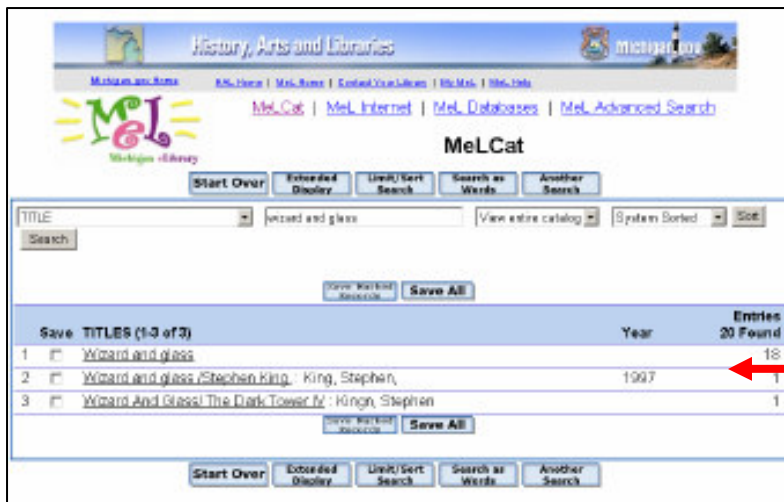 History, Arts and Libraries
Michigan.gov
Michigan.gov Home HAL Home | MeL Home | Contact Your Library | My MeL | MeL Help
MeL
Michigan eLibrary
MeLCat | MeL Internet | MeL Databases | MeL Advanced Search
MeLCat
Start Over Extended Display Limit/Sort Search Search as Words Another Search
TITLE wizard and glass View entire catalog System Sorted Sort
Search
Save Marked Records Save All
Save TITLES (1-3 of 3) Year Entries 20 Found
1 Wizard and glass 18
2 Wizard and glass /Stephen King. : King, Stephen, 1997 1
3 Wizard And Glass/ The Dark Tower IV : Kingn, Stephen 1
Save Marked Records Save All
Start Over Extended Display Limit/Sort Search Search as Words Another Search